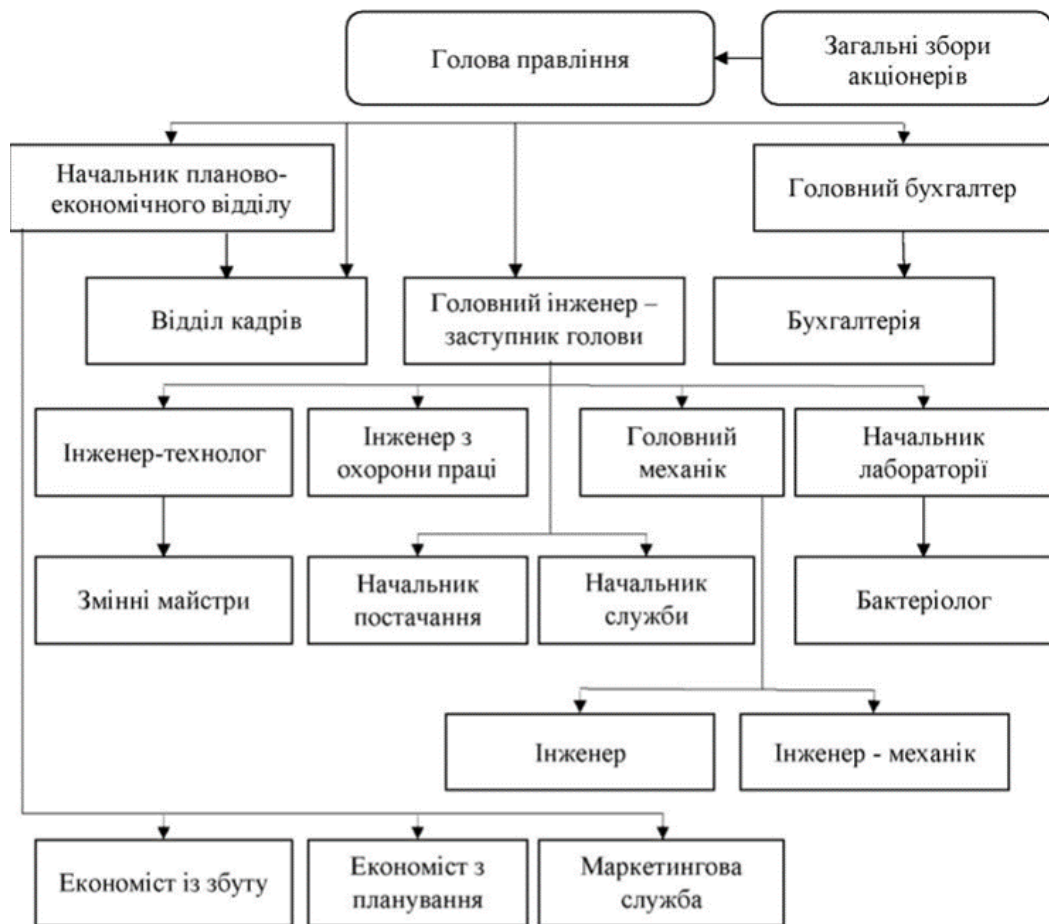 Голова правління
Загальні збори
акціонерів
Начальник планово-
економічного відділу
Головний бухгалтер
Відділ кадрів
Головний інженер –
заступник голови
Бухгалтерія
Інженер-технолог
Інженер з
охорони праці
Головний
механік
Начальник
лабораторії
Змінні майстри
Начальник
постачання
Начальник
служби
Бактеріолог
Інженер
Інженер - механік
Економіст із збуту
Економіст з
планування
Маркетингова
служба